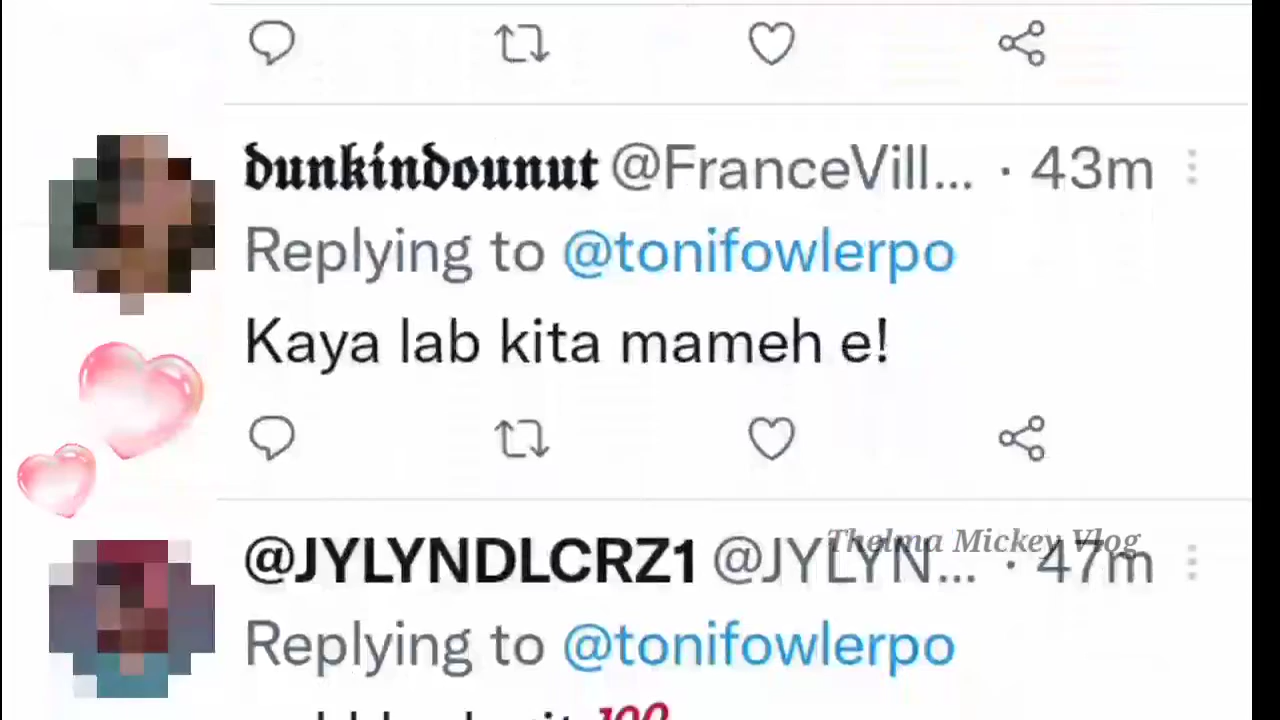 dunkindounut @FranceVill... · 43m
Replying to @tonifowlerpo
Kaya lab kita mameh e!
@JYLYNDLCRZ1 @JYLYN... · 47m
Thelma Mickey Vlog
Replying to @tonifowlerpo